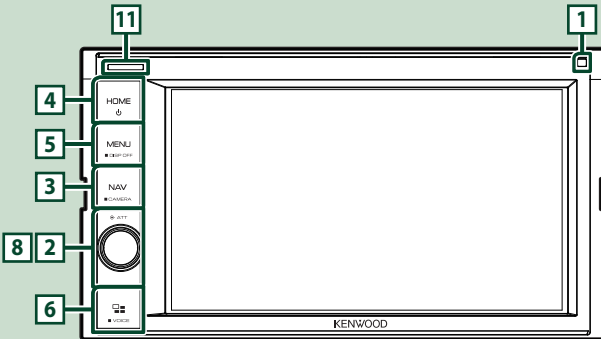 11
1
4
HOME
5
MENU
■ DISP OFF
3
NAV
■ CAMERA
ATT
8 2
6
■ VOICE
KENWOOD